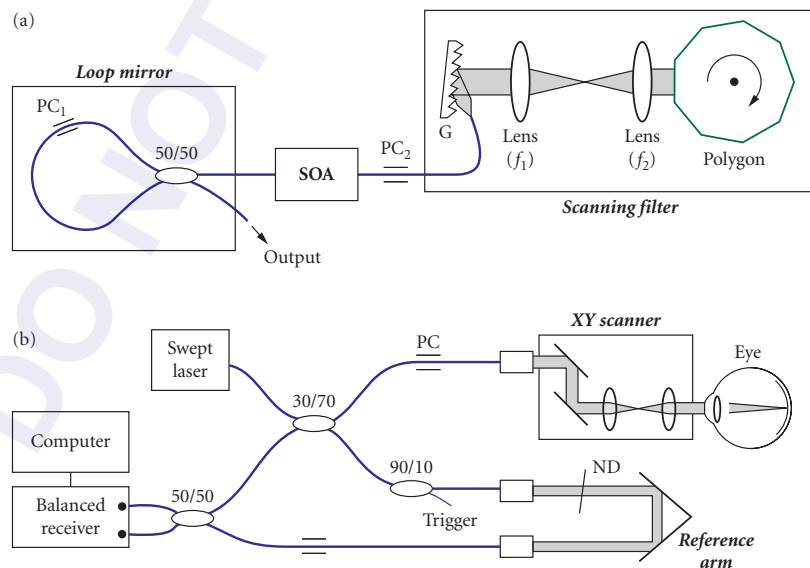 (a)
Loop mirror
PC1
50/50
Output
SOA
PC2
G
Lens
(f1)
Lens
(f2)
Polygon
Scanning filter
(b)
Swept
laser
30/70
PC
XY scanner
Eye
Computer
Balanced
receiver
50/50
90/10
Trigger
ND
Reference
arm
DO NOT